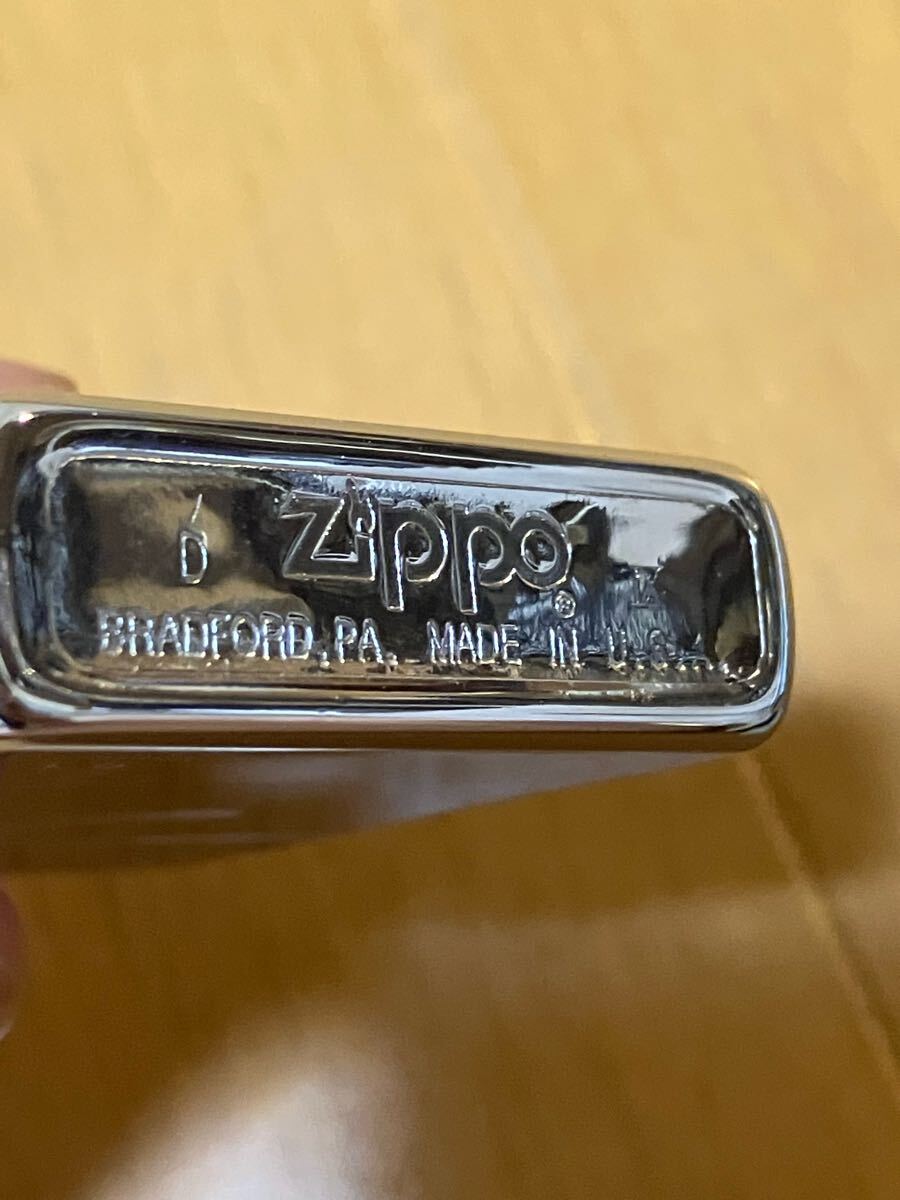 D Zippo ®
BRADFORD, PA. MADE IN U.S.